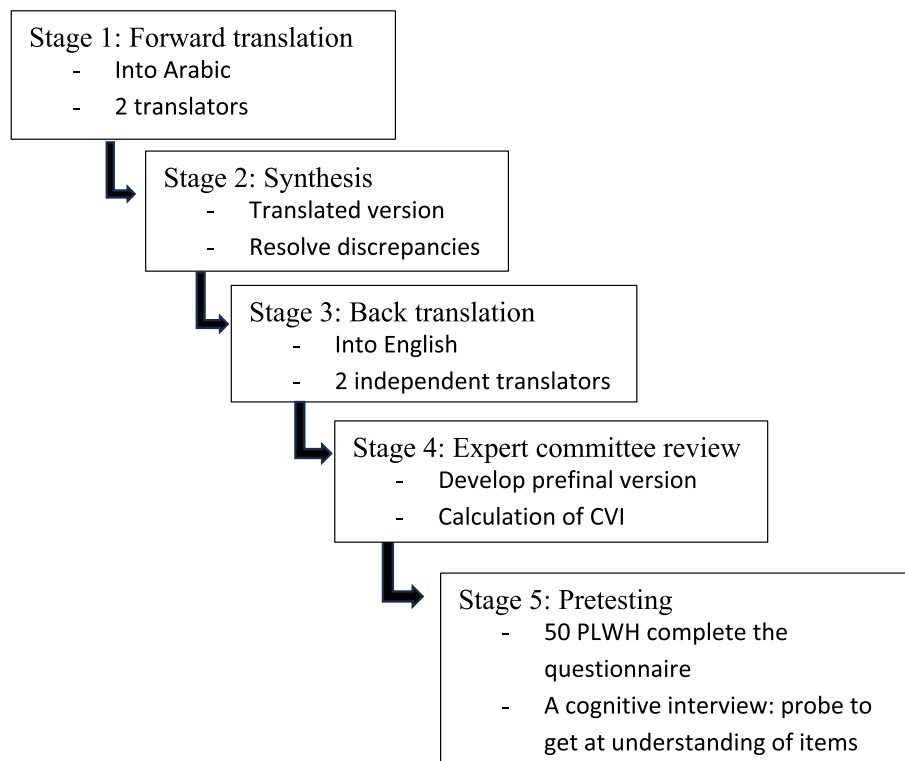 Stage 1: Forward translation
- Into Arabic
- 2 translators
Stage 2: Synthesis
- Translated version
- Resolve discrepancies
Stage 3: Back translation
- Into English
- 2 independent translators
Stage 4: Expert committee review
- Develop prefinal version
- Calculation of CVI
Stage 5: Pretesting
- 50 PLWH complete the
questionnaire
- A cognitive interview: probe to
get at understanding of items